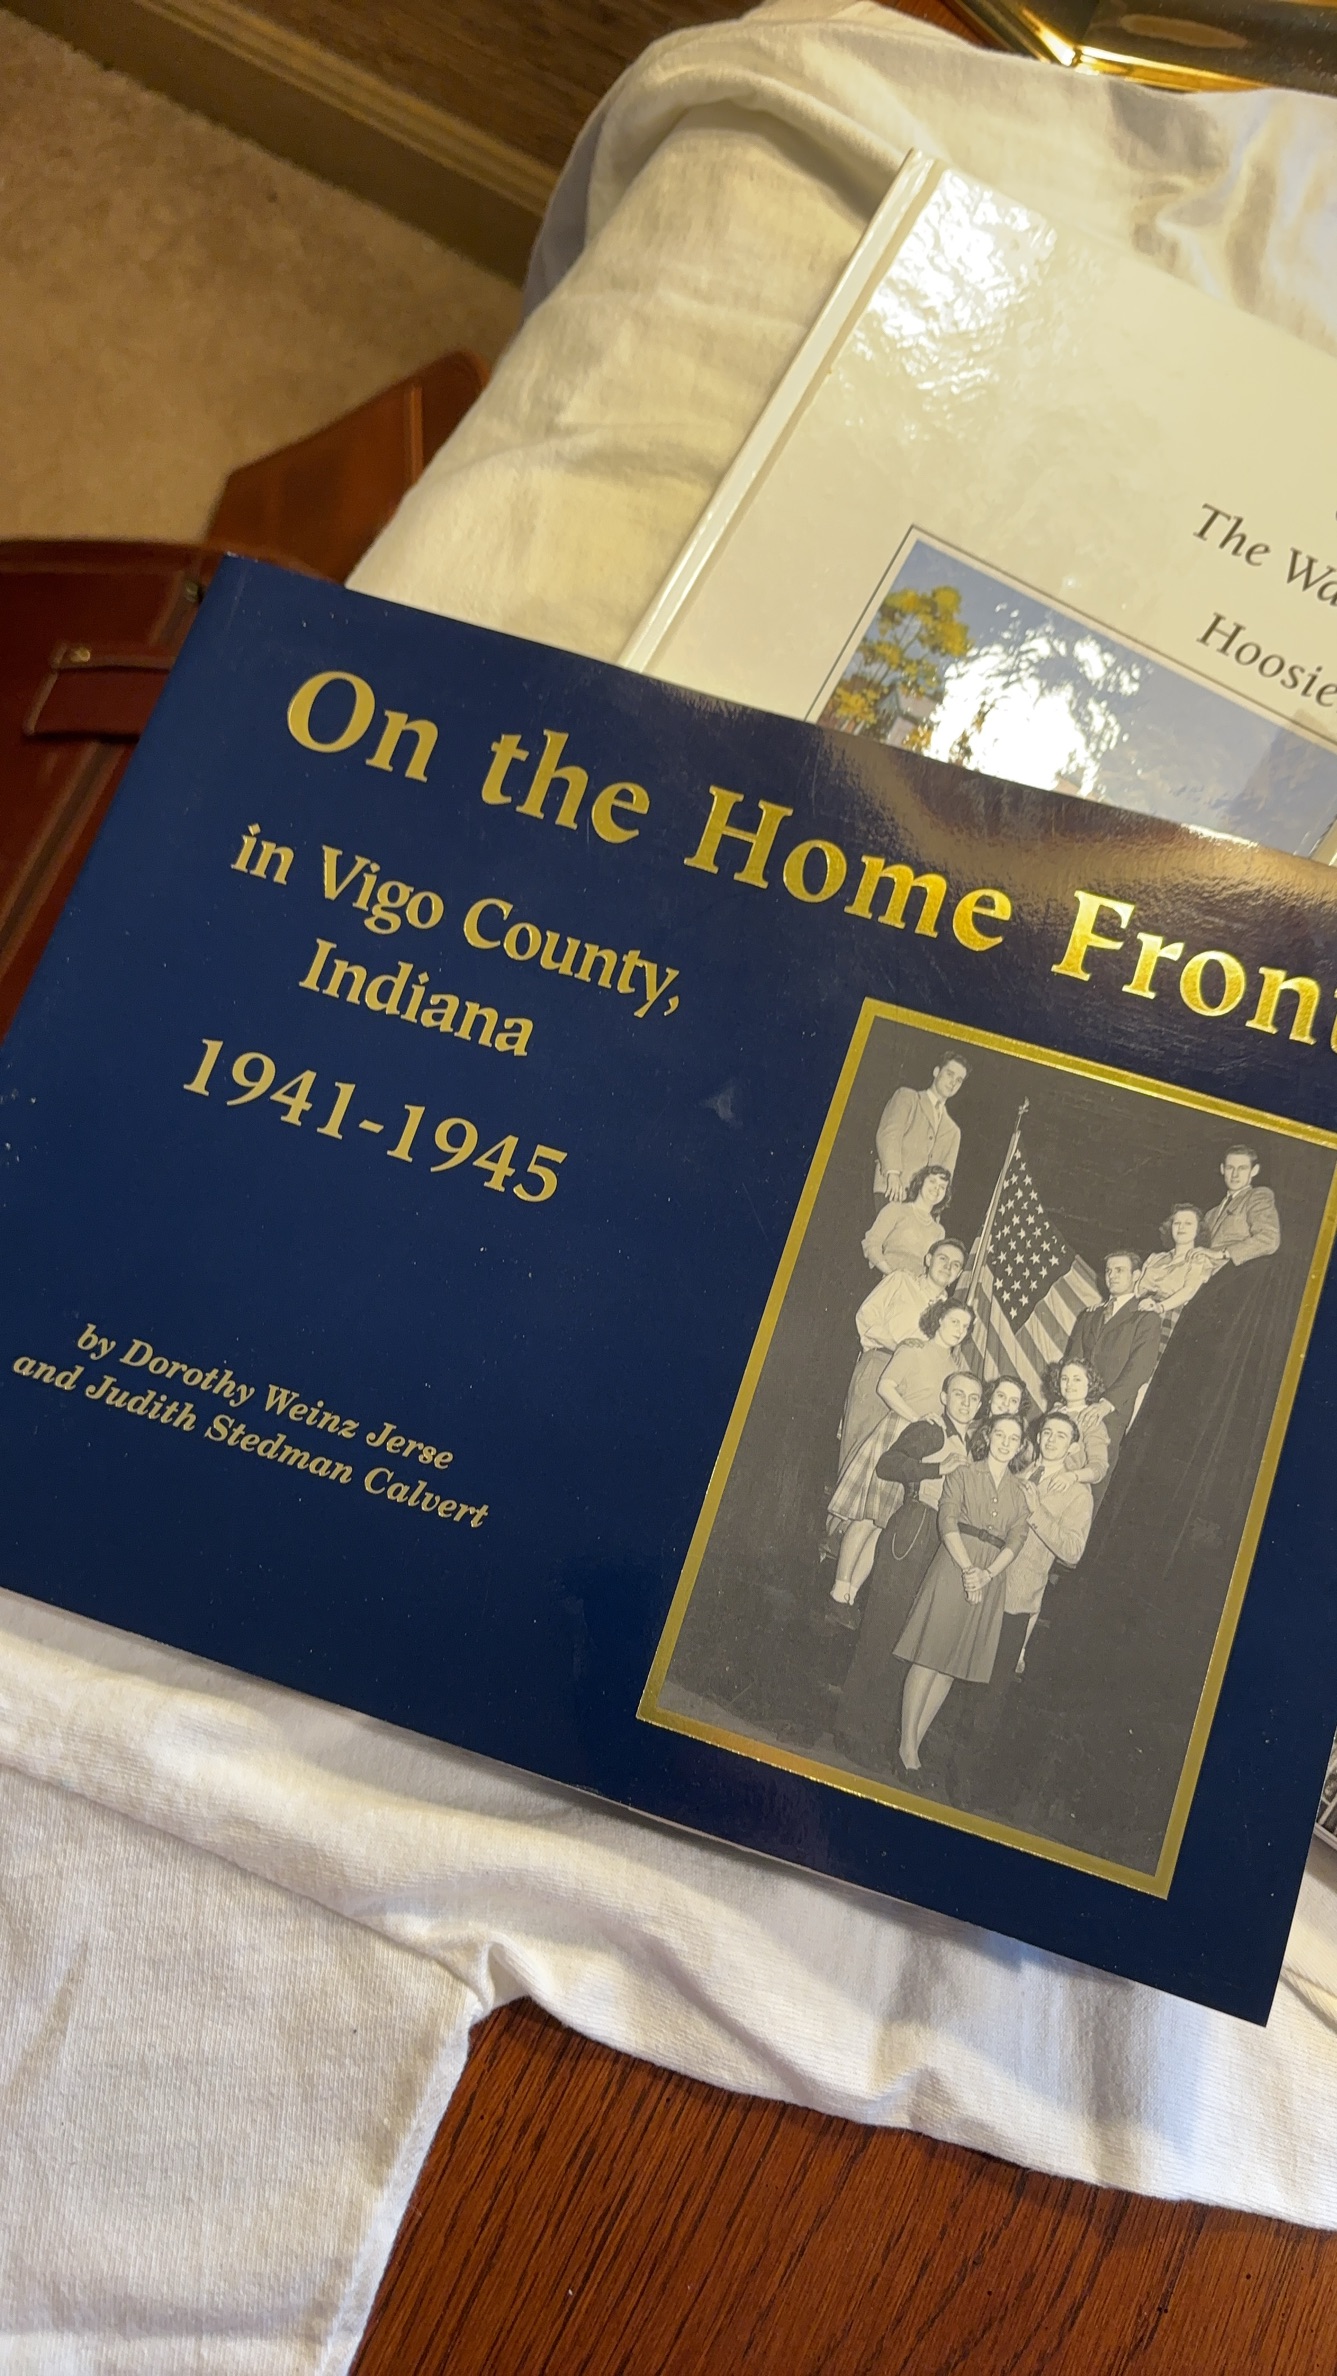 The Wa
Hoosie
On the Home Front
in Vigo County,
Indiana
1941-1945
by Dorothy Weinz Jerse
and Judith Stedman Calvert